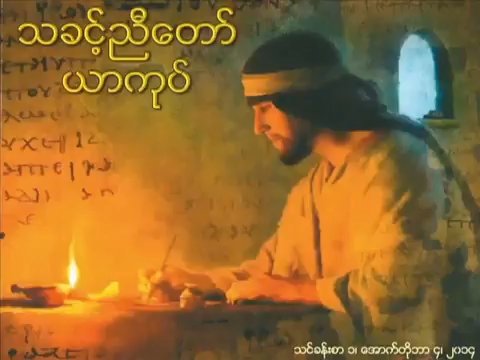 သခင့်ညီတော်
ယာကုပ်
သင်ခန်းစာ ၁၊ အောက်တိုဘာ ၄၊ ၂၀၁၄